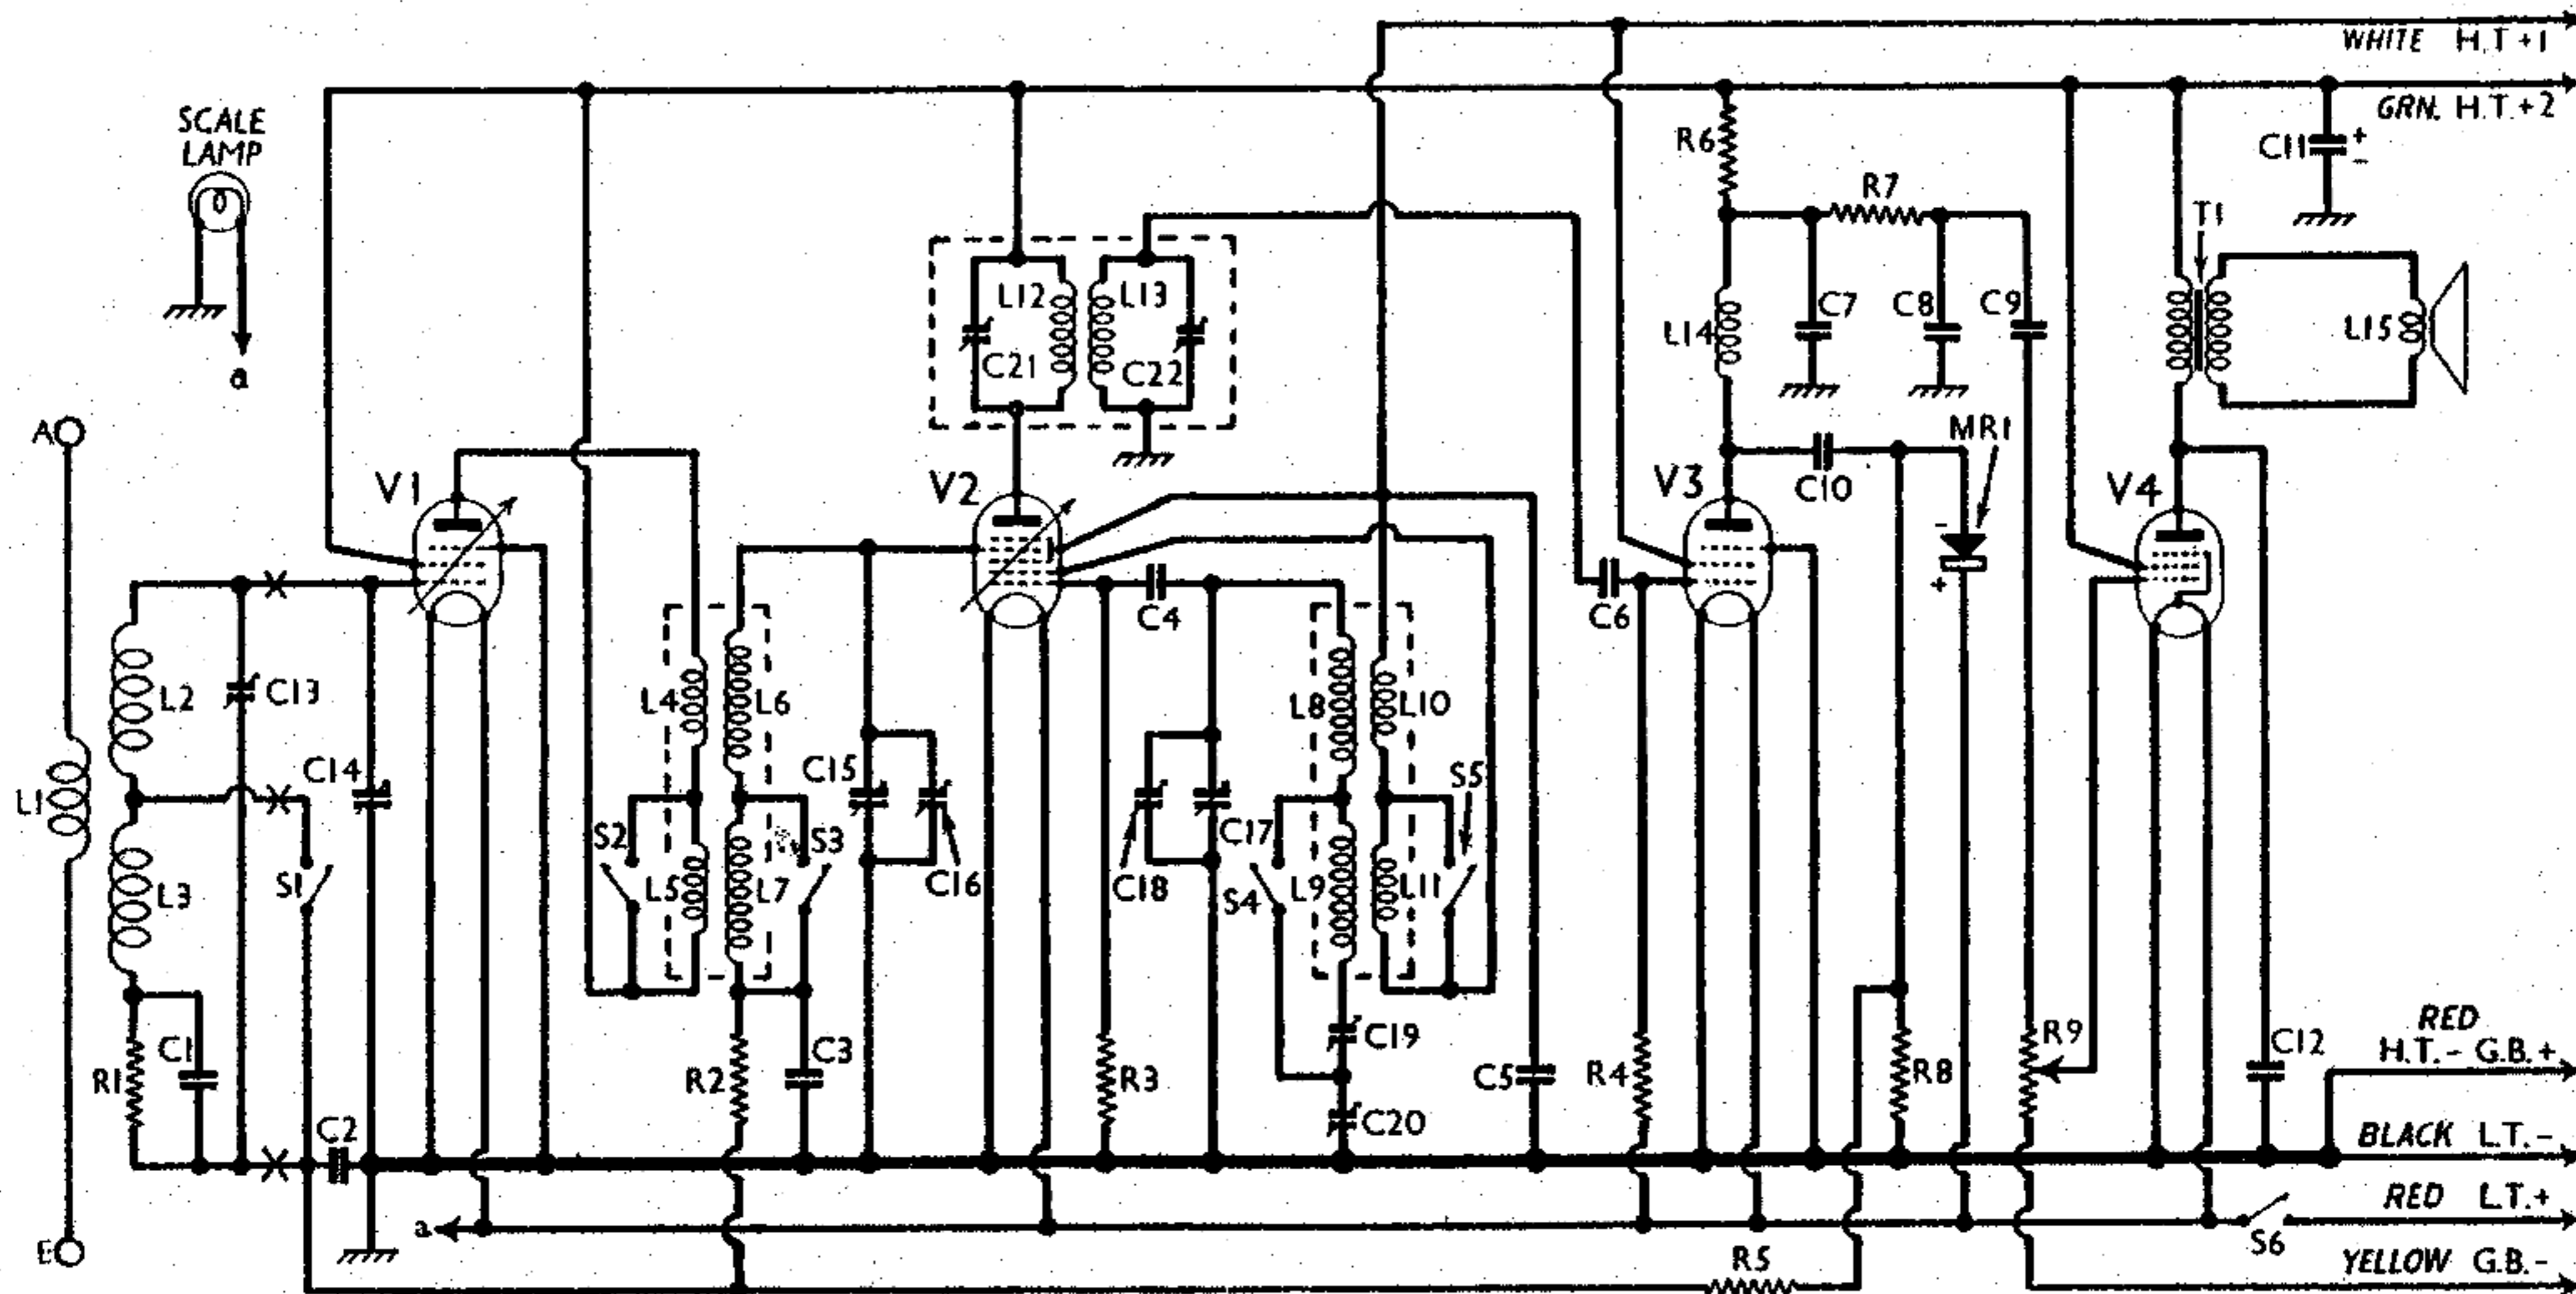 WHITE H.T+1
GRN. H.T.+2
SCALE
LAMP
a
R6
C11 + -
R7
T1
L12
L13
C21
C22
L14
C7
C8
C9
L15
A
V1
V2
V3
C10
MR1
- +
V4
C4
C6
L2
C13
L4
L6
L8
L10
L1
C14
C15
S5
S2
S3
C17
L3
S1
L5
L7
C16
C18
S4
L9
L11
C1
R1
C2
R2
C3
R3
C19
C20
C5
R4
R8
R9
C12
RED
H.T.- G.B.+
BLACK L.T.-
a
RED L.T.+
E
S6
R5
YELLOW G.B.-